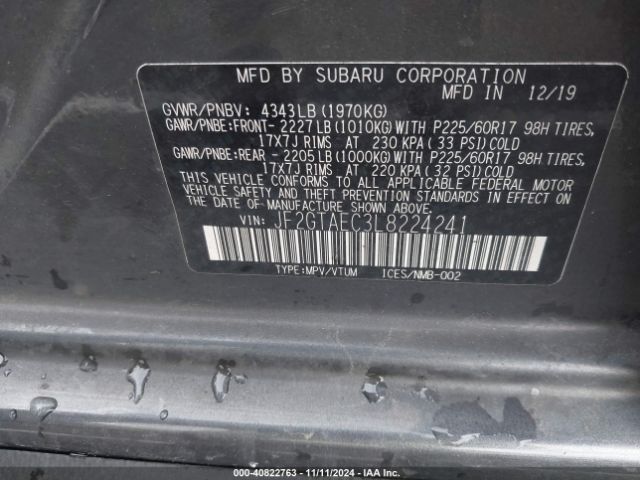 MFD BY SUBARU CORPORATION
MFD IN 12/19
GVWR/PNBV: 4343LB (1970KG)
GAWR/PNBE:FRONT- 2227LB (1010KG) WITH P225/60R17 98H TIRES,
17X7J RIMS AT 230 KPA (33 PSI) COLD
GAWR/PNBE:REAR - 2205LB (1000KG) WITH P225/60R17 98H TIRES,
17X7J RIMS AT 220 KPA (32 PSI) COLD
THIS VEHICLE CONFORMS TO ALL APPLICABLE FEDERAL MOTOR
VEHICLE SAFETY AND THEFT PREVENTION STANDARDS IN EFFECT ON
THE DATE OF MANUFACTURE SHOWN ABOVE.
VIN: JF2GTAEC3L8224241
TYPE:MPV/VTUM ICES/NMB-002
000-40822763 - 11/11/2024 - IAA Inc.